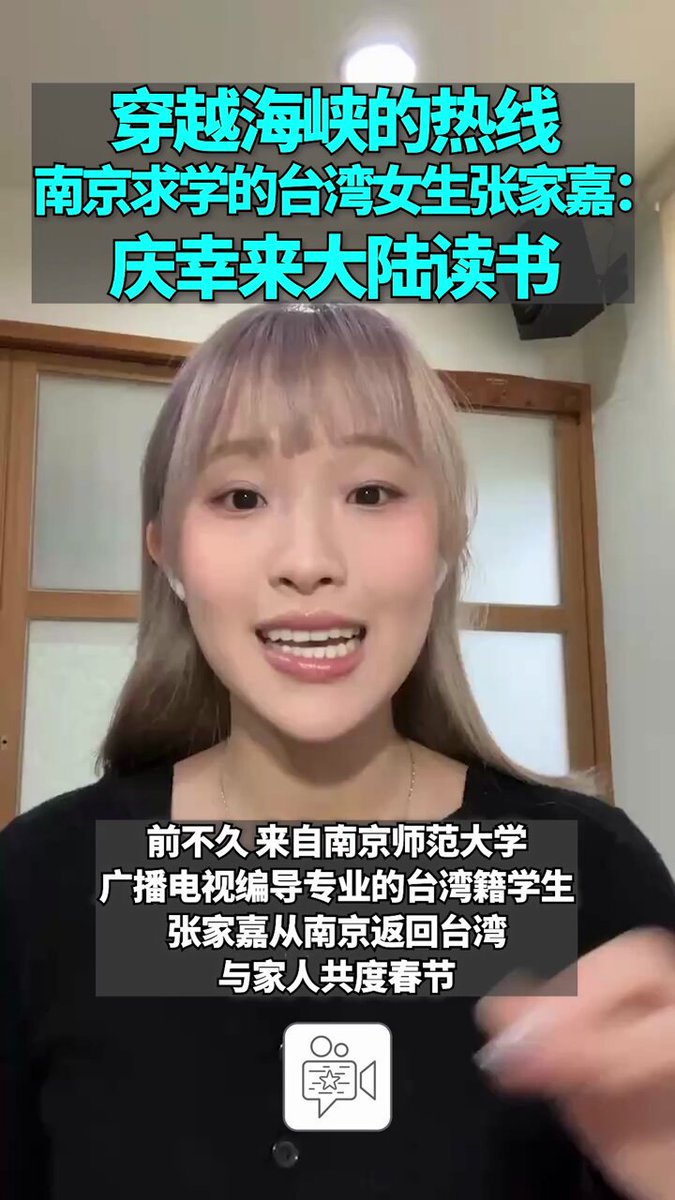 穿越海峡的热线
南京求学的台湾女生张家嘉：
庆幸来大陆读书
前不久 来自南京师范大学
广播电视编导专业的台湾籍学生
张家嘉从南京返回台湾
与家人共度春节